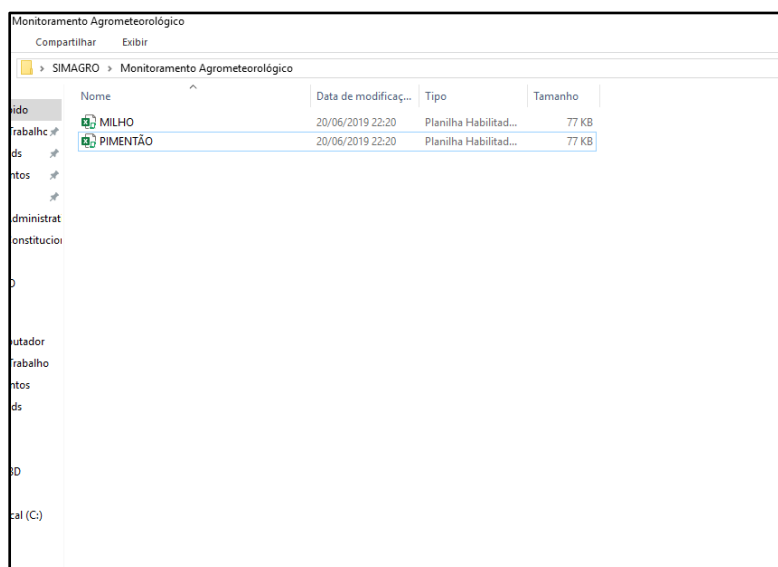 Monitoramento Agrometeorológico
Compartilhar Exibir
SIMAGRO > Monitoramento Agrometeorológico
Nome Data de modificaç... Tipo Tamanho
MILHO 20/06/2019 22:20 Planilha Habilitad... 77 KB
PIMENTÃO 20/06/2019 22:20 Planilha Habilitad... 77 KB
pido
Trabalhc
ds
ntos
dministrat
onstitucio
utador
Trabalho
ntos
ds
3D
cal (C:)